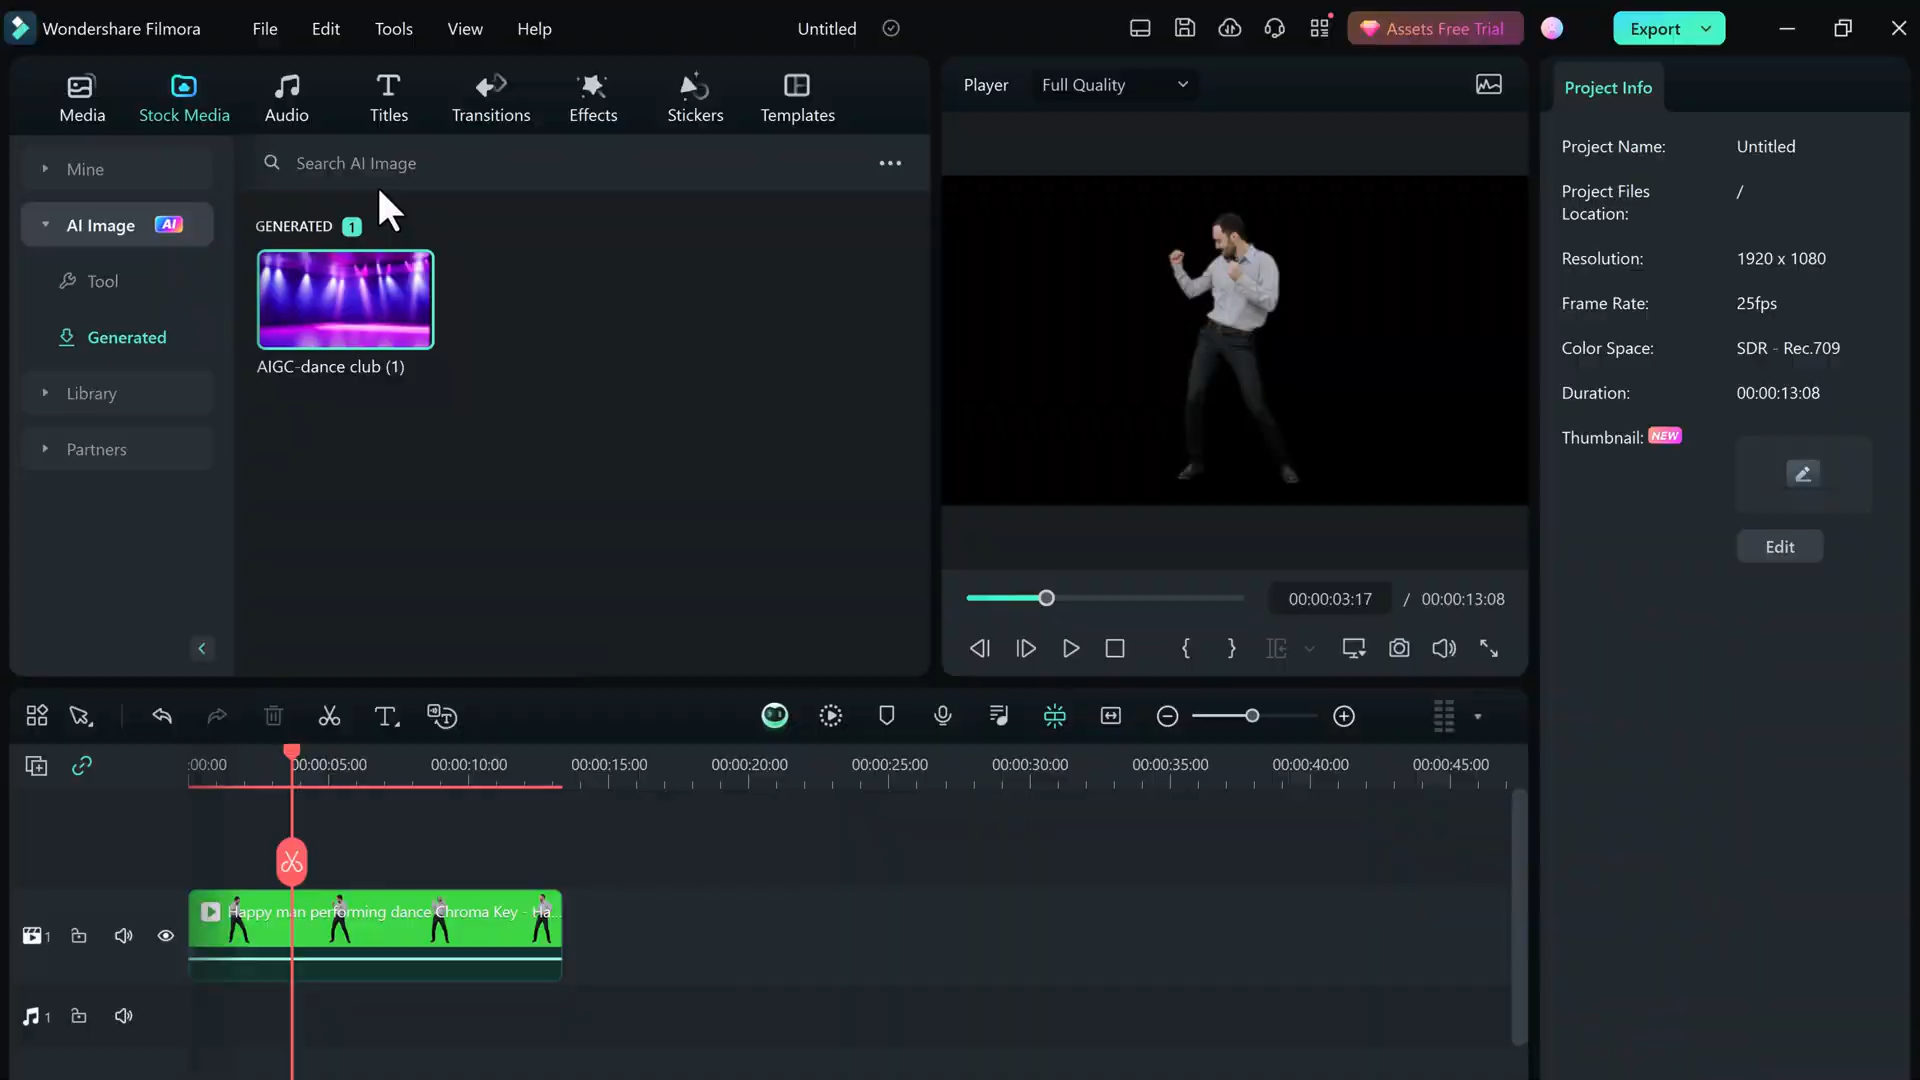 Wondershare Filmora File Edit Tools View Help Untitled Assets Free Trial Export
Media Stock Media Audio Titles Transitions Effects Stickers Templates
Mine
AI Image AI
Tool
Generated
Library
Partners
Search AI Image
GENERATED 1
AIGC-dance club (1)
Player Full Quality
00:00:03:17 / 00:00:13:08
Project Info
Project Name: Untitled
Project Files
Location: /
Resolution: 1920 x 1080
Frame Rate: 25fps
Color Space: SDR - Rec.709
Duration: 00:00:13:08
Thumbnail: NEW
Edit
:00:00 00:00:05:00 00:00:10:00 00:00:15:00 00:00:20:00 00:00:25:00 00:00:30:00 00:00:35:00 00:00:40:00 00:00:45:00
Happy man performing dance Chroma Key - Ha...
1
1